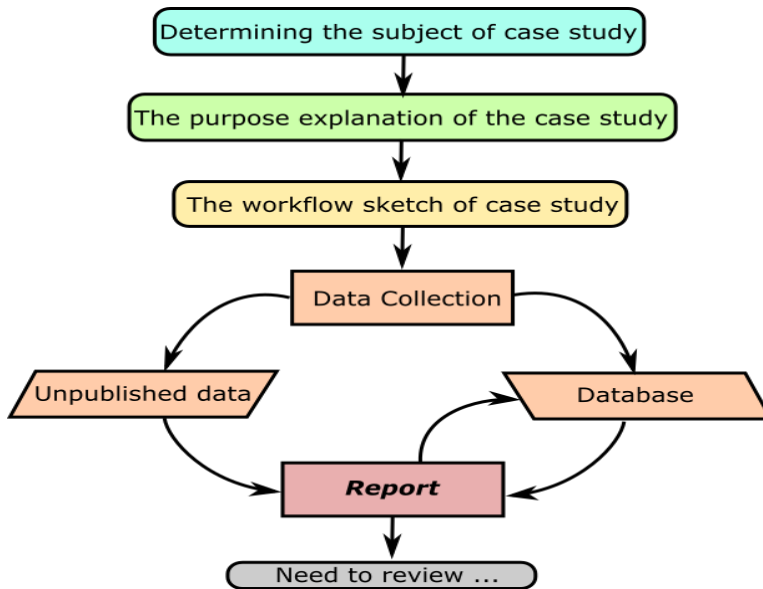 Determining the subject of case study
The purpose explanation of the case study
The workflow sketch of case study
Data Collection
Unpublished data
Database
Report
Need to review ...